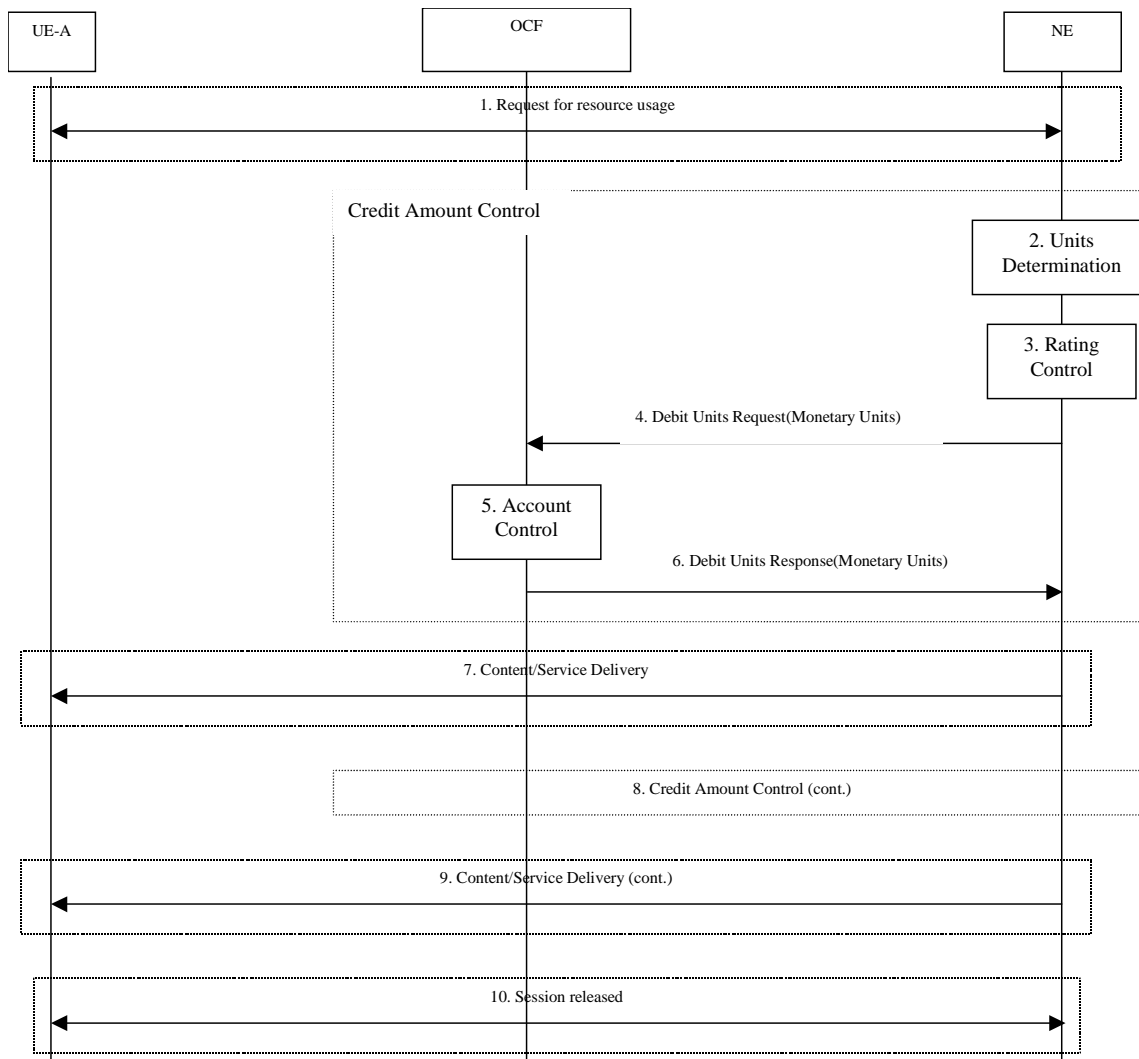 UE-A
OCF
NE
1. Request for resource usage
Credit Amount Control
2. Units
Determination
3. Rating
Control
4. Debit Units Request(Monetary Units)
5. Account
Control
6. Debit Units Response(Monetary Units)
7. Content/Service Delivery
8. Credit Amount Control (cont.)
9. Content/Service Delivery (cont.)
10. Session released